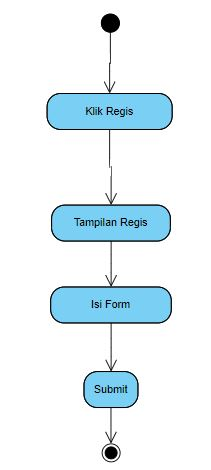 Klik Regis
Tampilan Regis
Isi Form
Submit